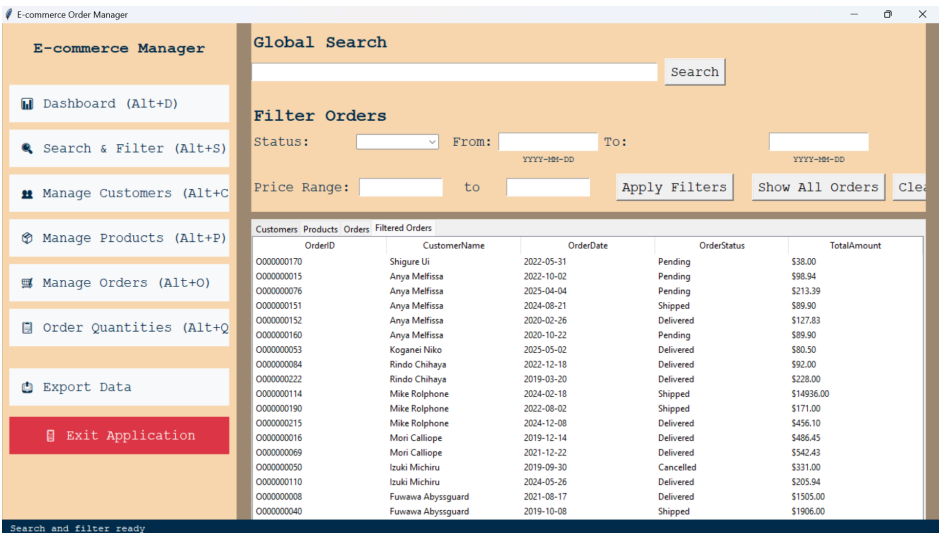 E-commerce Order Manager
E-commerce Manager
Dashboard (Alt+D)
Search & Filter (Alt+S)
Manage Customers (Alt+C
Manage Products (Alt+P)
Manage Orders (Alt+O)
Order Quantities (Alt+Q
Export Data
Exit Application
Global Search
Search
Filter Orders
Status: From: To:
YYYY-MM-DD YYYY-MM-DD
Price Range: to Apply Filters Show All Orders Clea
Customers Products Orders Filtered Orders
OrderID CustomerName OrderDate OrderStatus TotalAmount
O000000170 Shigure Ui 2022-05-31 Pending $38.00
O000000015 Anya Melfissa 2022-10-02 Pending $98.94
O000000076 Anya Melfissa 2025-04-04 Pending $213.39
O000000151 Anya Melfissa 2024-08-21 Shipped $89.90
O000000152 Anya Melfissa 2020-02-26 Delivered $127.83
O000000160 Anya Melfissa 2020-10-22 Pending $89.90
O000000053 Koganei Niko 2025-05-02 Delivered $80.50
O000000084 Rindo Chihaya 2022-12-18 Delivered $92.00
O000000222 Rindo Chihaya 2019-03-20 Delivered $228.00
O000000114 Mike Rolphone 2024-02-18 Shipped $14936.00
O000000190 Mike Rolphone 2022-08-02 Shipped $171.00
O000000215 Mike Rolphone 2024-12-08 Shipped $456.10
O000000016 Mori Calliope 2019-12-14 Delivered $486.45
O000000069 Mori Calliope 2021-12-22 Delivered $542.43
O000000050 Izuki Michiru 2019-09-30 Cancelled $331.00
O000000110 Izuki Michiru 2024-05-26 Delivered $205.94
O000000008 Fuwawa Abyssguard 2021-08-17 Delivered $1505.00
O000000040 Fuwawa Abyssguard 2019-10-08 Shipped $1906.00
Search and filter ready